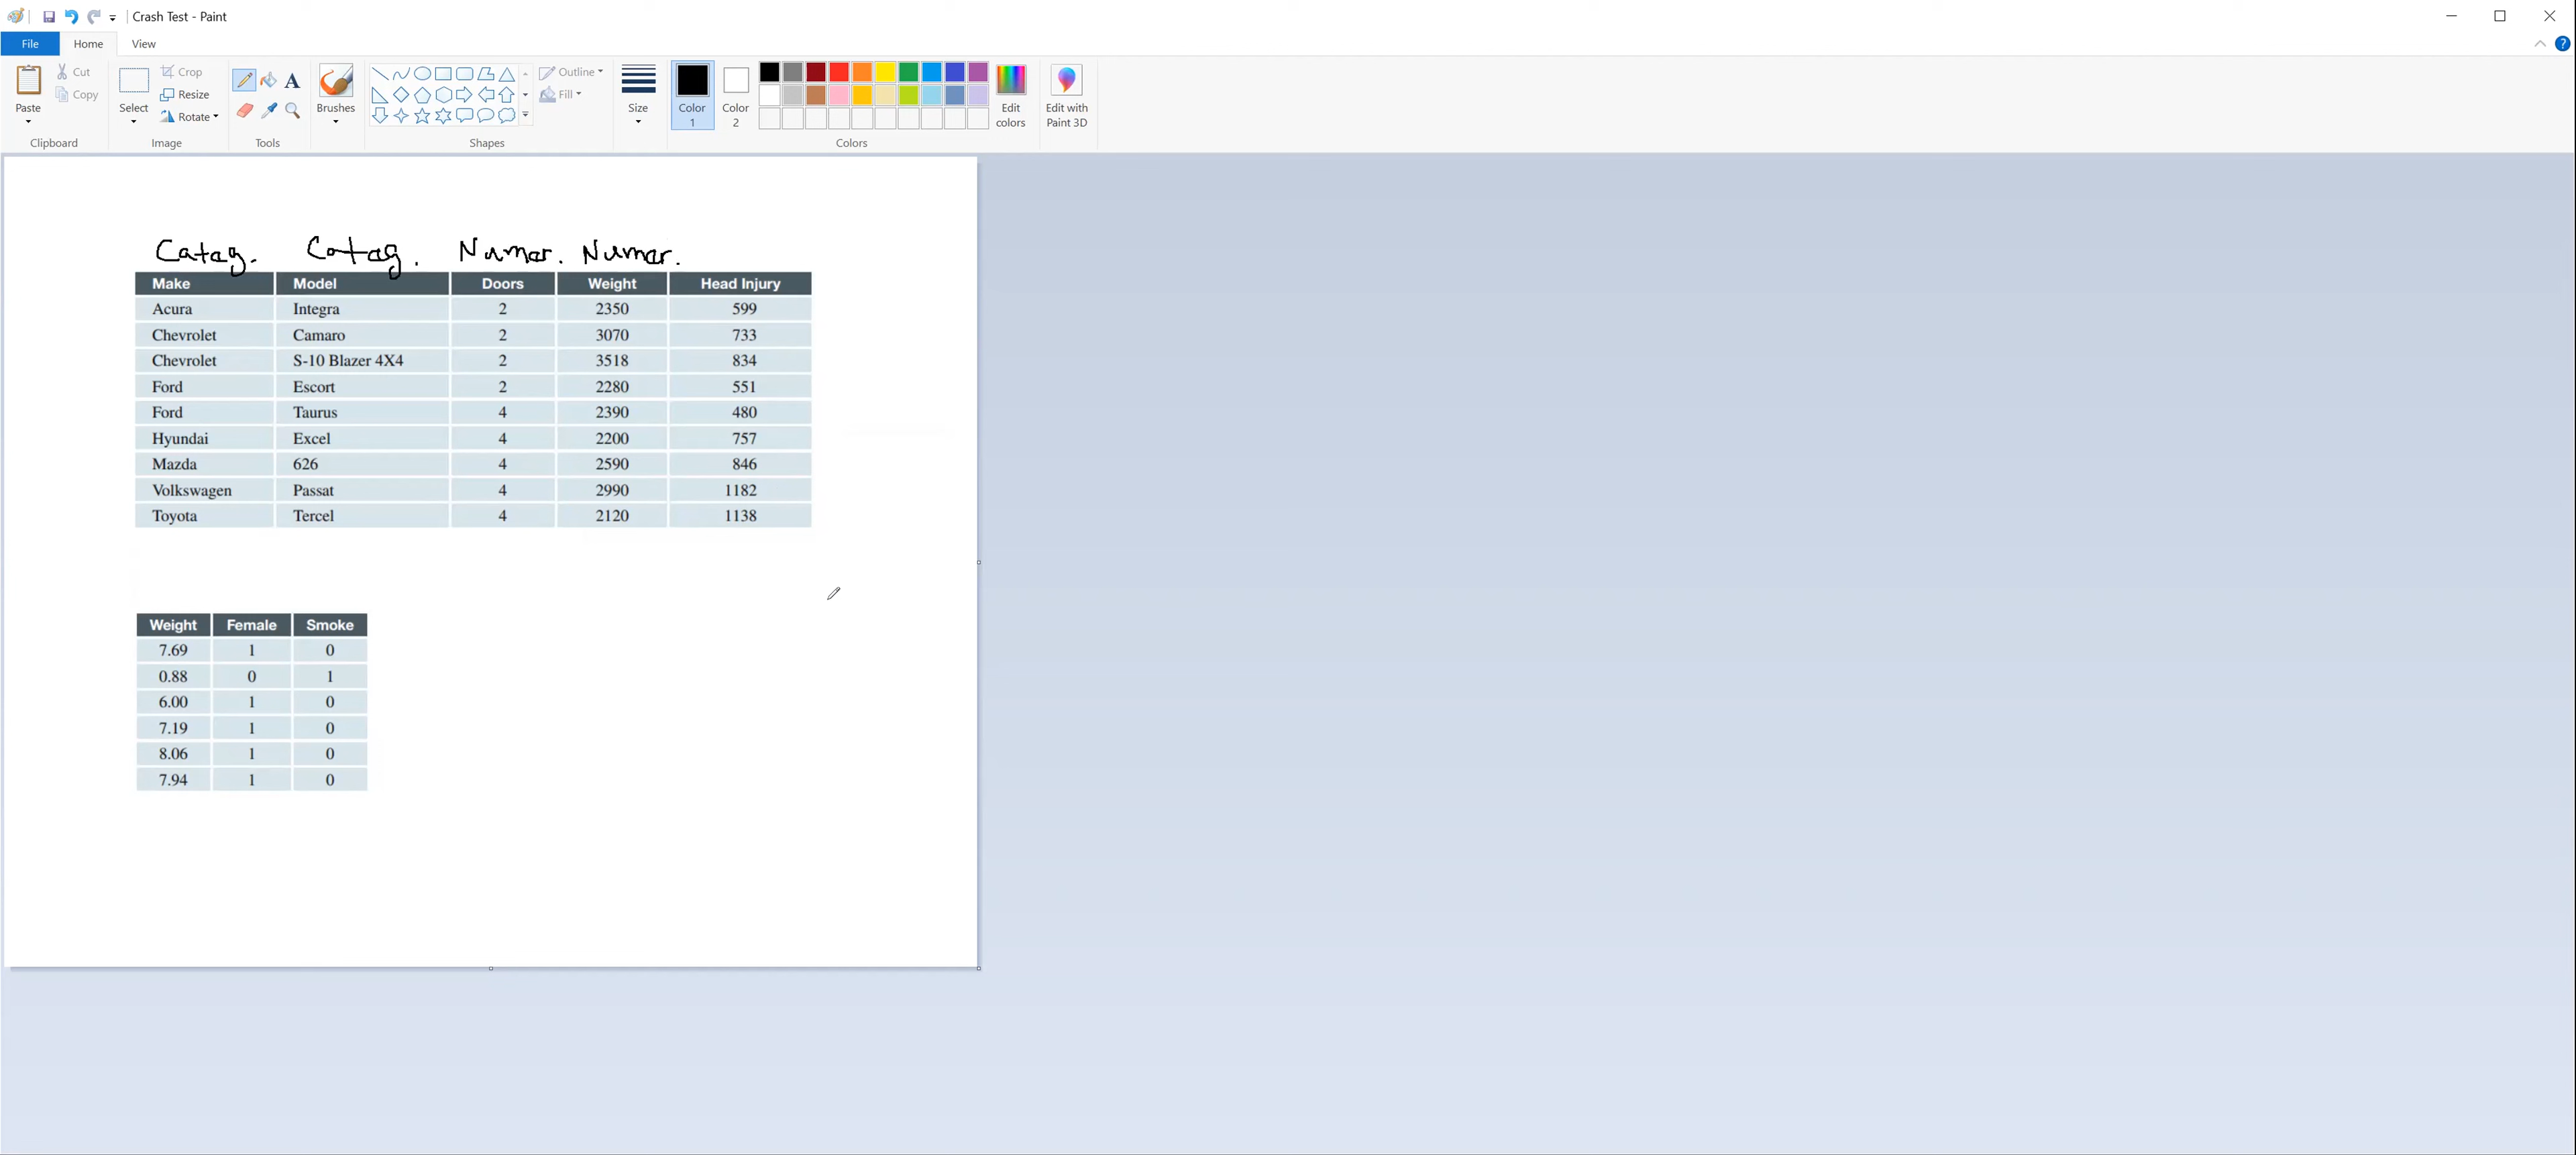 Crash Test - Paint
File Home View
Paste
Cut
Copy
Clipboard
Select
Crop
Resize
Rotate
Image
A
Tools
Brushes
Outline
Fill
Shapes
Size
Color 1
Color 2
Edit colors
Colors
Edit with Paint 3D
Catag. Catag. Numar. Numar.
Make Model Doors Weight Head Injury
Acura Integra 2 2350 599
Chevrolet Camaro 2 3070 733
Chevrolet S-10 Blazer 4X4 2 3518 834
Ford Escort 2 2280 551
Ford Taurus 4 2390 480
Hyundai Excel 4 2200 757
Mazda 626 4 2590 846
Volkswagen Passat 4 2990 1182
Toyota Tercel 4 2120 1138
Weight Female Smoke
7.69 1 0
0.88 0 1
6.00 1 0
7.19 1 0
8.06 1 0
7.94 1 0